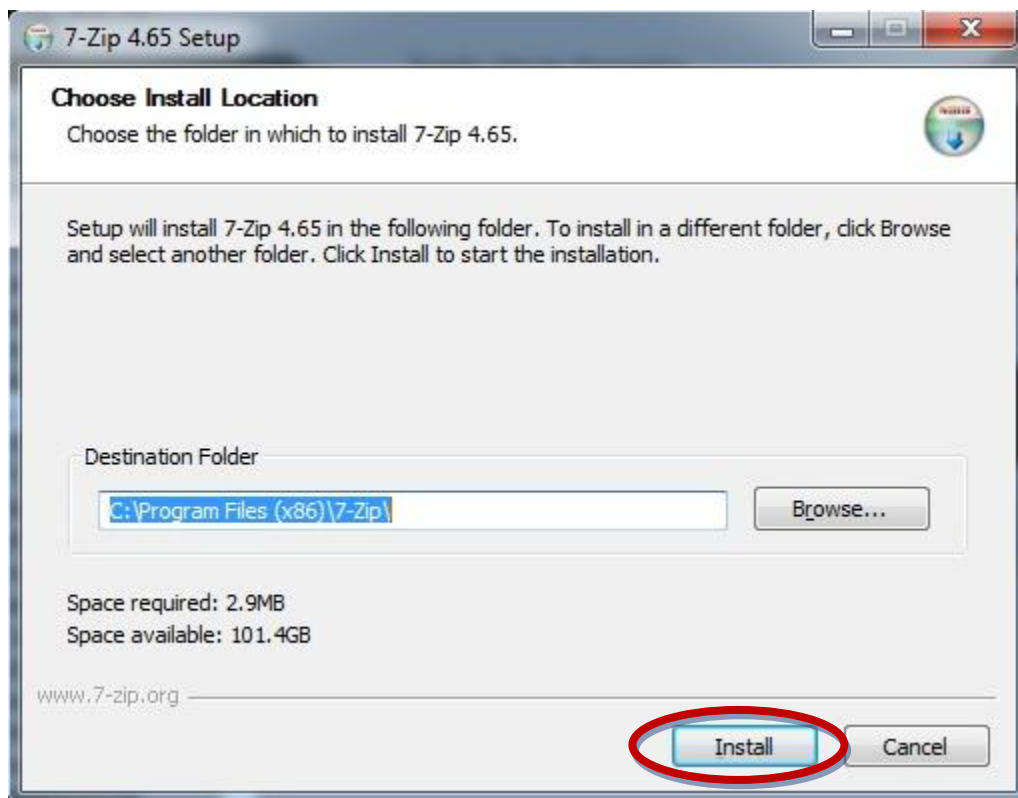 7-Zip 4.65 Setup
Choose Install Location
Choose the folder in which to install 7-Zip 4.65.
Setup will install 7-Zip 4.65 in the following folder. To install in a different folder, click Browse
and select another folder. Click Install to start the installation.
Destination Folder
C:\Program Files (x86)\7-Zip\
Browse...
Space required: 2.9MB
Space available: 101.4GB
www.7-zip.org
Install
Cancel